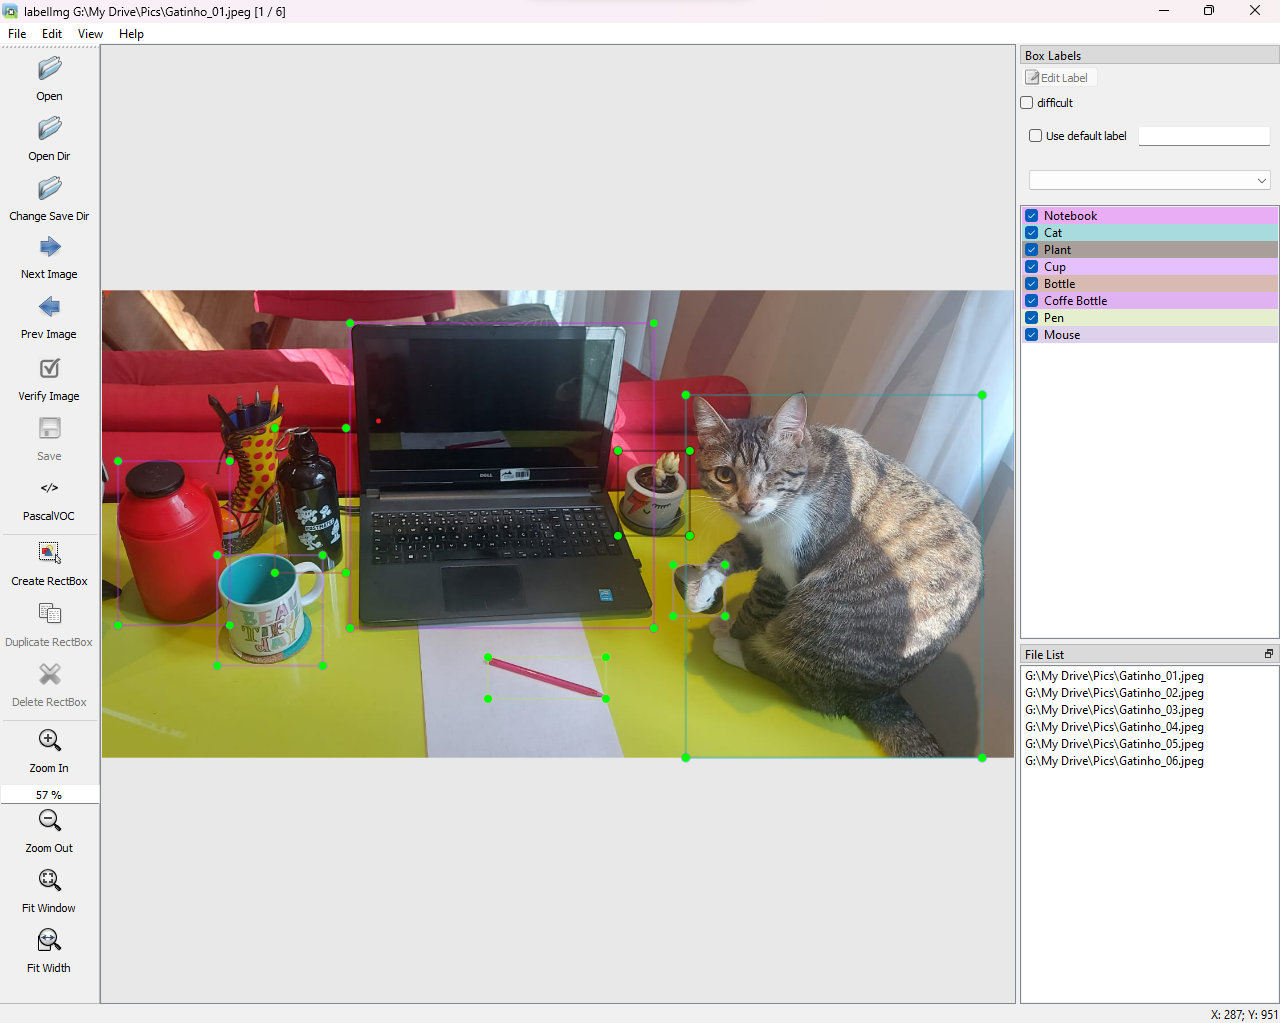 labelImg G:\My Drive\Pics\Gatinho_01.jpeg [1 / 6]
File Edit View Help
Open
Open Dir
Change Save Dir
Next Image
Prev Image
Verify Image
Save
</>
PascalVOC
Create RectBox
Duplicate RectBox
Delete RectBox
Zoom In
57 %
Zoom Out
Fit Window
Fit Width
DELL
BEAU
TIFU
DAY
Box Labels
Edit Label
difficult
Use default label
Notebook
Cat
Plant
Cup
Bottle
Coffe Bottle
Pen
Mouse
File List
G:\My Drive\Pics\Gatinho_01.jpeg
G:\My Drive\Pics\Gatinho_02.jpeg
G:\My Drive\Pics\Gatinho_03.jpeg
G:\My Drive\Pics\Gatinho_04.jpeg
G:\My Drive\Pics\Gatinho_05.jpeg
G:\My Drive\Pics\Gatinho_06.jpeg
X: 287; Y: 951